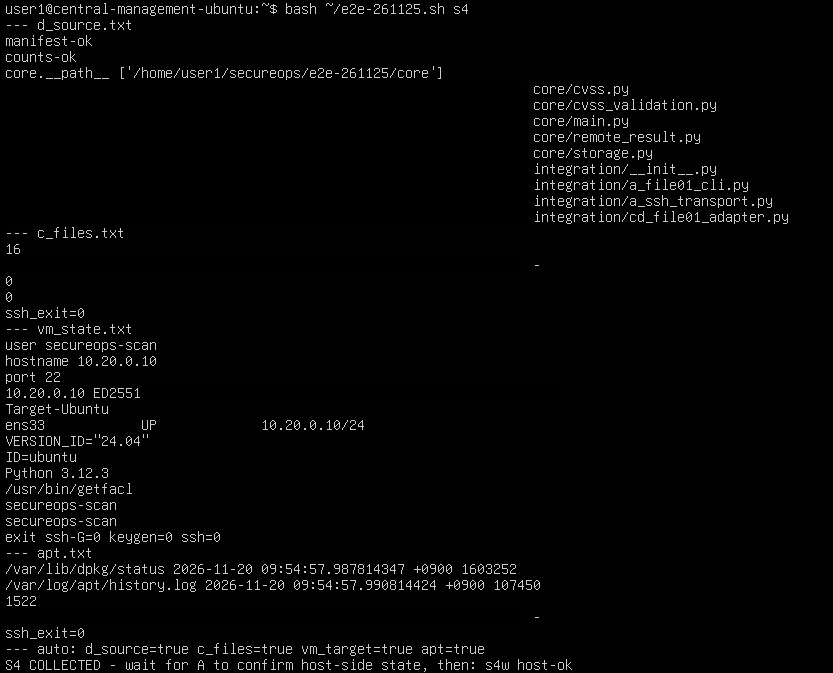 user1@central-management-ubuntu:~$ bash ~/e2e-261125.sh s4
--- d_source.txt
manifest-ok
counts-ok
core.__path__ ['/home/user1/secureops/e2e-261125/core']
core/cvss.py
core/cvss_validation.py
core/main.py
core/remote_result.py
core/storage.py
integration/__init__.py
integration/a_file01_cli.py
integration/a_ssh_transport.py
integration/cd_file01_adapter.py
--- c_files.txt
16
-
0
0
ssh_exit=0
--- vm_state.txt
user secureops-scan
hostname 10.20.0.10
port 22
10.20.0.10 ED2551
Target-Ubuntu
ens33 UP 10.20.0.10/24
VERSION_ID="24.04"
ID=ubuntu
Python 3.12.3
/usr/bin/getfacl
secureops-scan
secureops-scan
exit ssh-G=0 keygen=0 ssh=0
--- apt.txt
/var/lib/dpkg/status 2026-11-20 09:54:57.987814347 +0900 1603252
/var/log/apt/history.log 2026-11-20 09:54:57.990814424 +0900 107450
1522
-
ssh_exit=0
--- auto: d_source=true c_files=true vm_target=true apt=true
S4 COLLECTED - wait for A to confirm host-side state, then: s4w host-ok